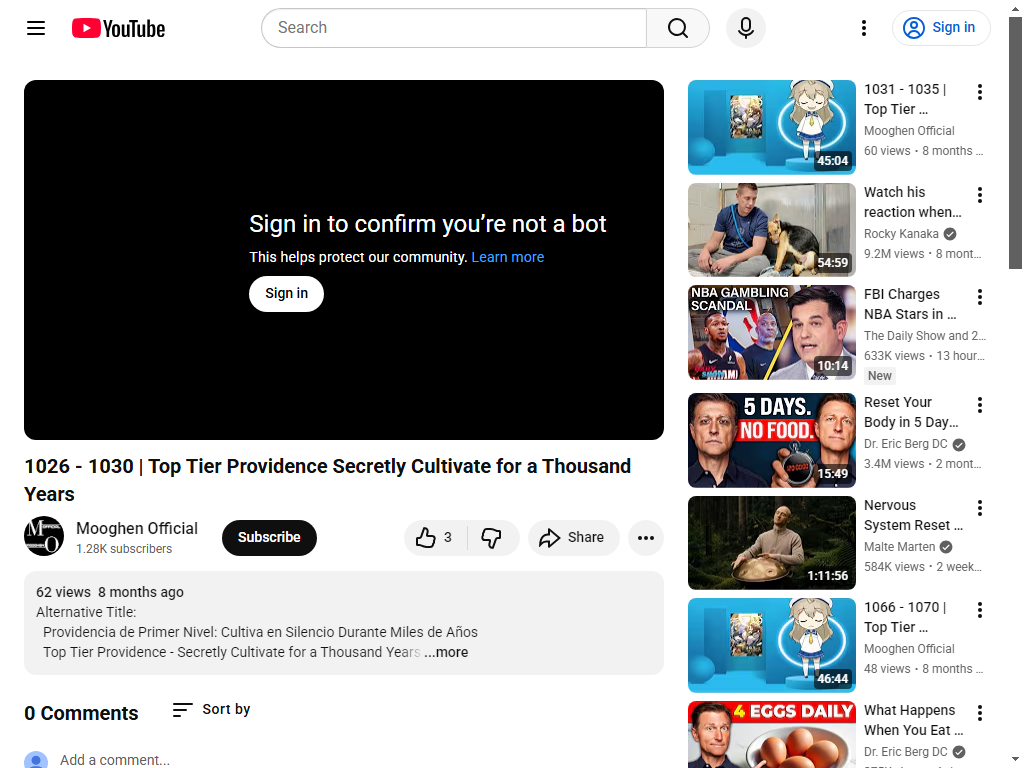 YouTube
Search
Sign in
Sign in to confirm you’re not a bot
This helps protect our community. Learn more
Sign in
1026 - 1030 | Top Tier Providence Secretly Cultivate for a Thousand
Years
Mooghen Official
1.28K subscribers
Subscribe
3
Share
62 views  8 months ago
Alternative Title:
Providencia de Primer Nivel: Cultiva en Silencio Durante Miles de Años
Top Tier Providence - Secretly Cultivate for a Thousand Years ...more
0 Comments
Sort by
Add a comment...
45:04
1031 - 1035 |
Top Tier ...
Mooghen Official
60 views • 8 months ...
54:59
Watch his
reaction when...
Rocky Kanaka
9.2M views • 8 mont...
NBA GAMBLING
SCANDAL
10:14
FBI Charges
NBA Stars in ...
The Daily Show and 2...
633K views • 13 hour...
New
5 DAYS.
NO FOOD.
15:49
Reset Your
Body in 5 Day...
Dr. Eric Berg DC
3.4M views • 2 mont...
1:11:56
Nervous
System Reset ...
Malte Marten
584K views • 2 week...
46:44
1066 - 1070 |
Top Tier ...
Mooghen Official
48 views • 8 months ...
4 EGGS DAILY
What Happens
When You Eat ...
Dr. Eric Berg DC